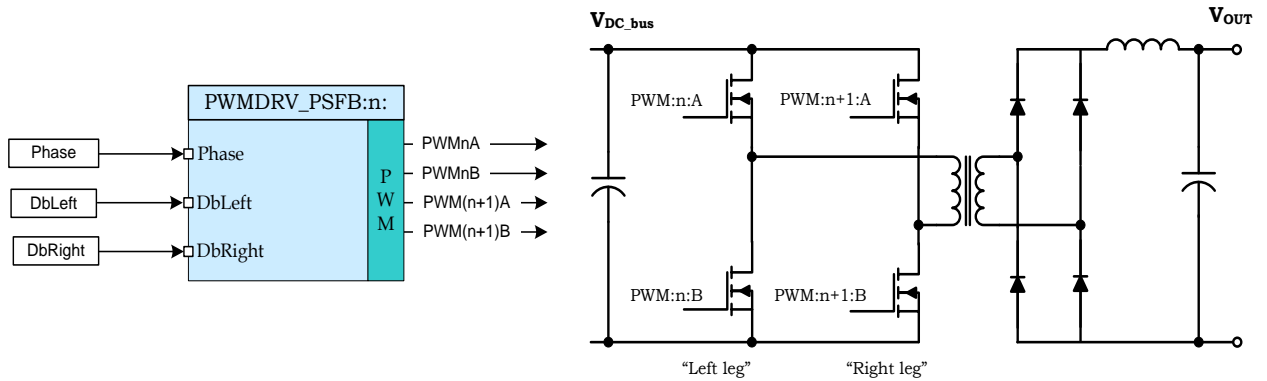 PWMDRV_PSFB:n:
Phase
DbLeft
DbRight
Phase
DbLeft
DbRight
P
W
M
PWMnA
PWMnB
PWM(n+1)A
PWM(n+1)B
VDC_bus
VOUT
PWM:n:A
PWM:n+1:A
PWM:n:B
PWM:n+1:B
“Left leg”
“Right leg”